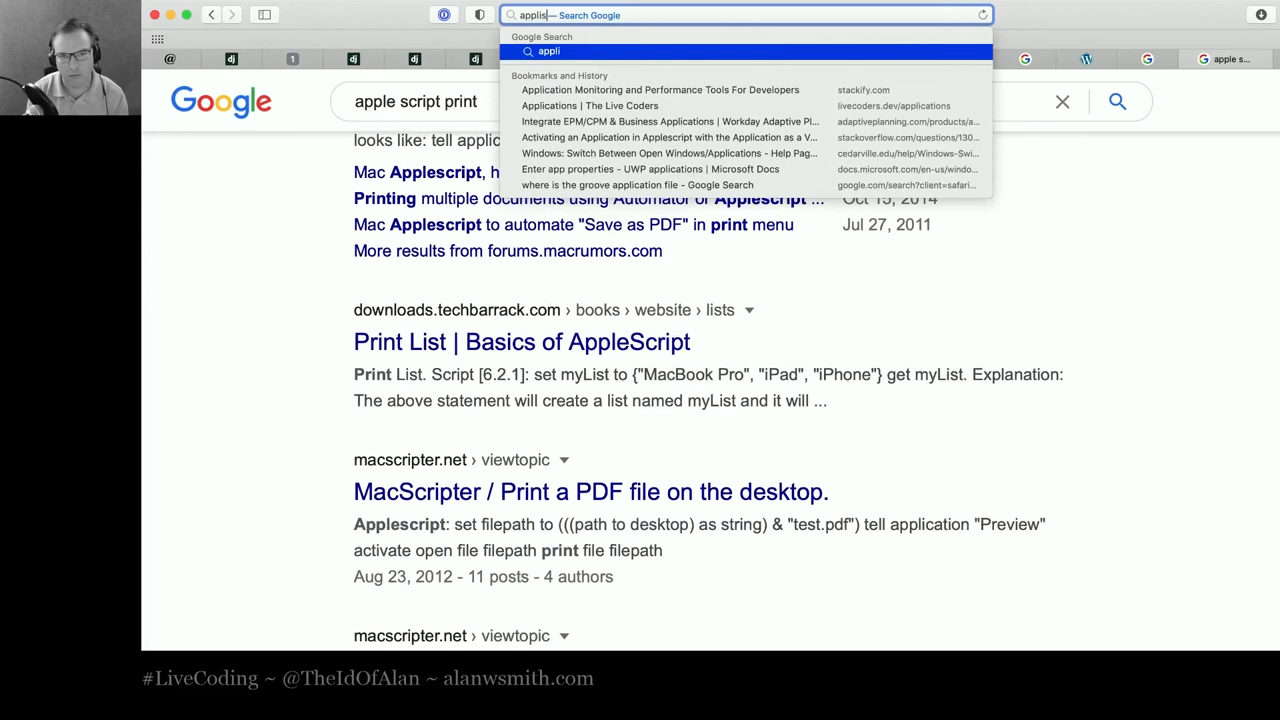 applis — Search Google
Google Search
appli
Bookmarks and History
Application Monitoring and Performance Tools For Developers stackify.com
Applications | The Live Coders livecoders.dev/applications
Integrate EPM/CPM & Business Applications | Workday Adaptive Pl... adaptiveplanning.com/products/a...
Activating an Application in Applescript with the Application as a V... stackoverflow.com/questions/130...
Windows: Switch Between Open Windows/Applications - Help Pag... cedarville.edu/help/Windows-Swi...
Enter app properties - UWP applications | Microsoft Docs docs.microsoft.com/en-us/windo...
where is the groove application file - Google Search google.com/search?client=safari...
@ dj 1 dj dj dj G W G G apple s...
Google apple script print
looks like: tell applic
Mac Applescript, h
Printing multiple documents using Automator or Applescript ... Oct 15, 2014
Mac Applescript to automate "Save as PDF" in print menu Jul 27, 2011
More results from forums.macrumors.com
downloads.techbarrack.com › books › website › lists
Print List | Basics of AppleScript
Print List. Script [6.2.1]: set myList to {"MacBook Pro", "iPad", "iPhone"} get myList. Explanation:
The above statement will create a list named myList and it will ...
macscripter.net › viewtopic
MacScripter / Print a PDF file on the desktop.
Applescript: set filepath to (((path to desktop) as string) & "test.pdf") tell application "Preview"
activate open file filepath print file filepath
Aug 23, 2012 - 11 posts - 4 authors
macscripter.net › viewtopic
#LiveCoding ~ @TheIdOfAlan ~ alanwsmith.com